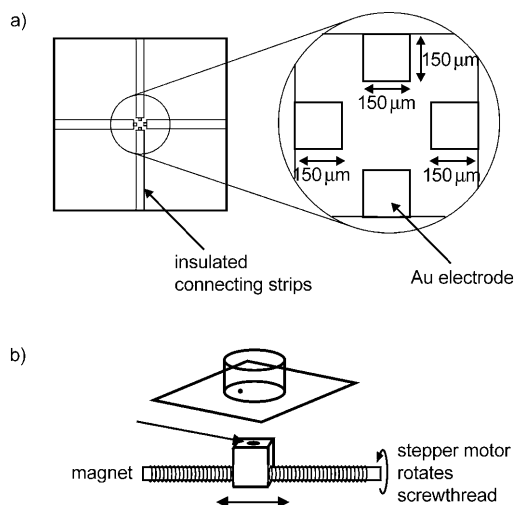 a)
150 µm
150 µm
150 µm
150 µm
insulated
connecting strips
Au electrode
b)
magnet
stepper motor
rotates
screwthread